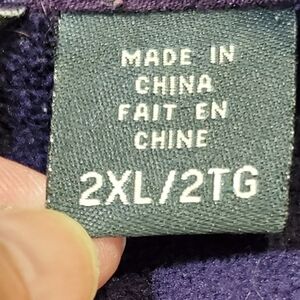 MADE IN
CHINA
FAIT EN
CHINE
2XL/2TG